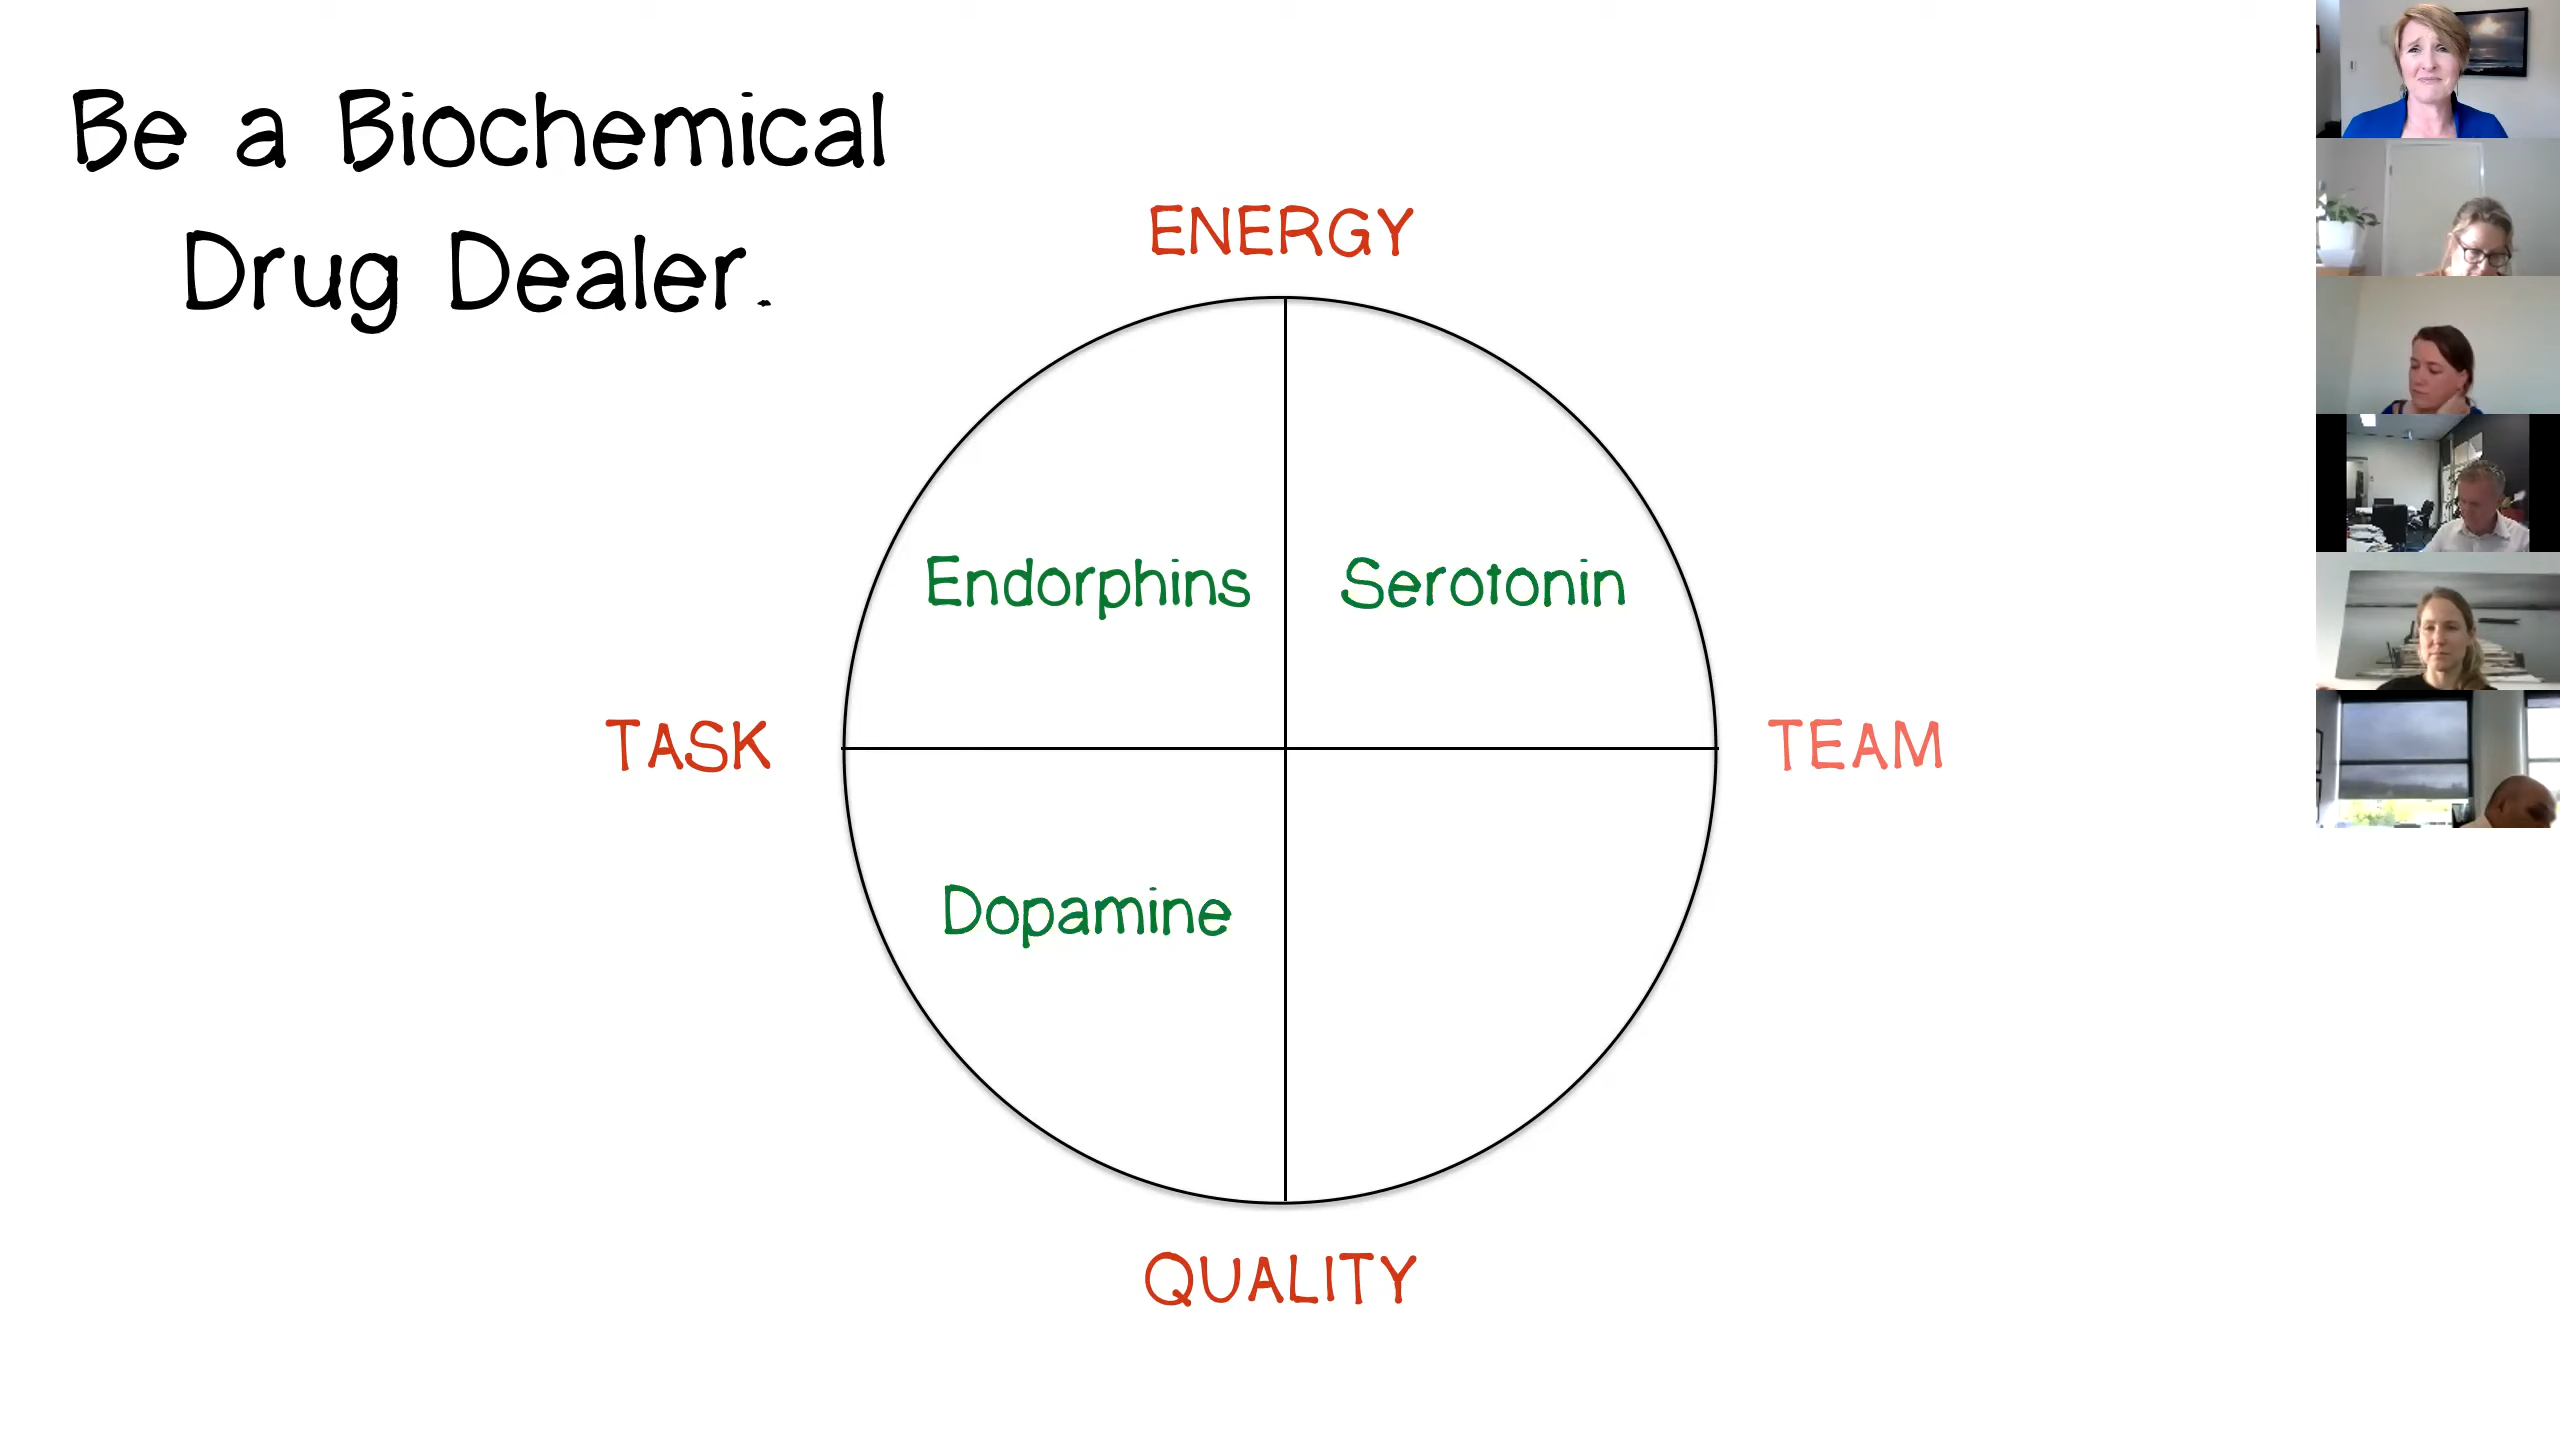 Be a Biochemical
Drug Dealer.
ENERGY
Endorphins
Serotonin
TASK
TEAM
Dopamine
QUALITY